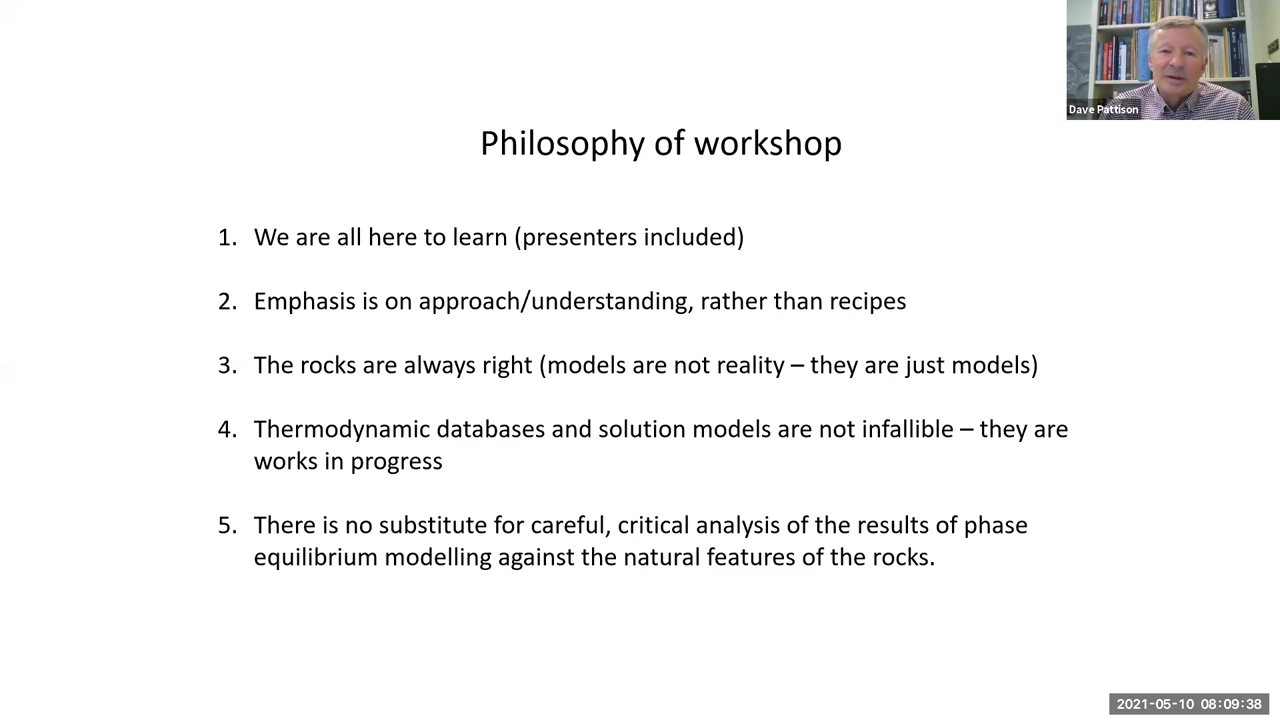 Dave Pattison
Philosophy of workshop
1. We are all here to learn (presenters included)
2. Emphasis is on approach/understanding, rather than recipes
3. The rocks are always right (models are not reality – they are just models)
4. Thermodynamic databases and solution models are not infallible – they are
works in progress
5. There is no substitute for careful, critical analysis of the results of phase
equilibrium modelling against the natural features of the rocks.
2021-05-10 08:09:38